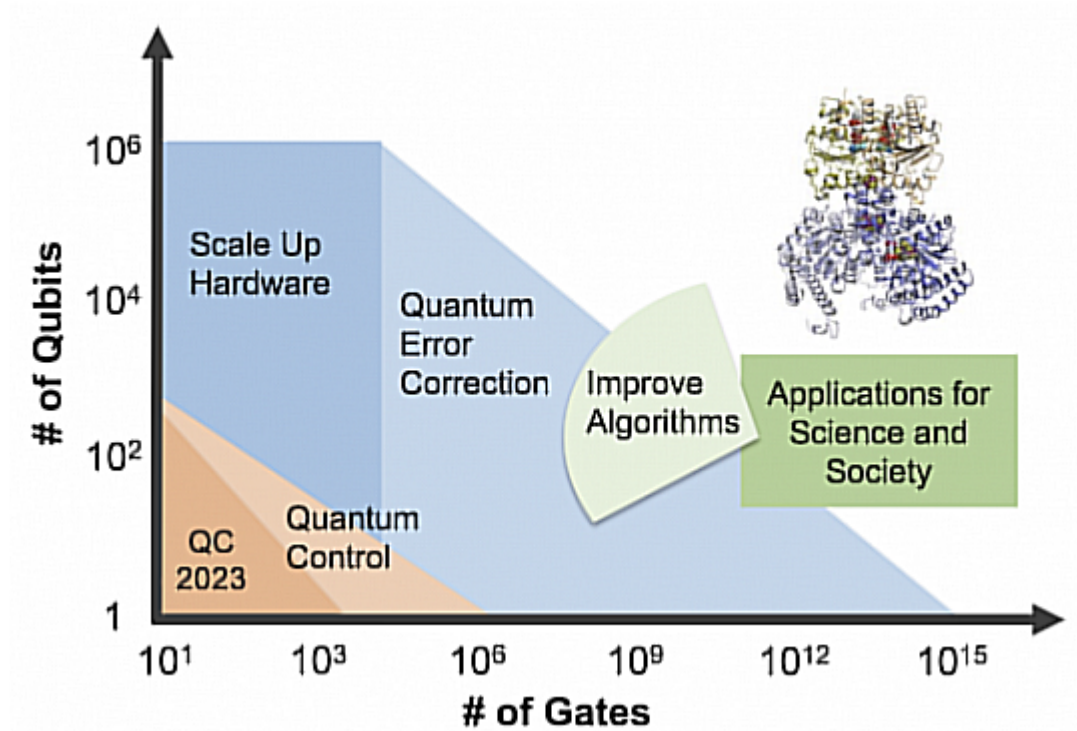 10⁶
Scale Up
Hardware
10⁴
Quantum
Error
Correction
Improve
Algorithms
Applications for
Science and
Society
# of Qubits
10²
Quantum
Control
QC
2023
1
10¹
10³
10⁶
10⁹
10¹²
10¹⁵
# of Gates